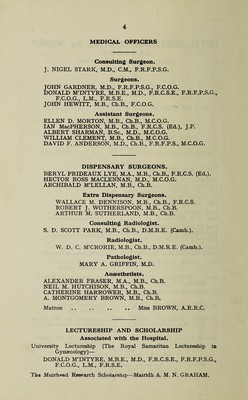 4
MEDICAL OFFICERS
Consulting Surgeon.
J. NIGEL STARK, M.D., C.M., F.R.F.P.S.G.
Surgeons.
JOHN GARDNER, M.D., F.R.F.P.S.G., F.C.O.G.
DONALD M'INTYRE, M.B.E., M.D., F.R.C.S.E., F.R.F.P.S.G.,
F.C.O.G., L.M., F.R.S.E.
JOHN HEWITT, M.B., Ch.B., F.C.O.G.
Assistant Surgeons.
ELLEN D. MORTON, M.B., Ch.B., M.C.O.G.
IAN MacPHERSON, M.B., Ch.B., F.R.C.S. (Ed.), J.P.
ALBERT SHARMAN, B.Sc., M.D., M.C.O.G.
WILLIAM CLEMENT, M.B., Ch.B., M.C.O.G.
DAVID F. ANDERSON, M.D., Ch.B., F.R.F.P.S., M.C.O.G.
DISPENSARY SURGEONS.
BERYL PRIDEAUX LYE, M.A., M.B., Ch.B., F.R.C.S. (Ed.).
HECTOR ROSS MACLENNAN, M.D., M.C.O.G.
ARCHIBALD M'LELLAN, M.B., Ch.B.
Extra Dispensary Surgeons.
WALLACE M. DENNISON, M.B., Ch.B., F.R.C.S.
ROBERT J. WOTHERSPOON, M.B., Ch.B.
ARTHUR M. SUTHERLAND, M.B., Ch.B.
Consulting Radiologist.
S. D. SCOTT PARK, M.B., Ch.B., D.M.R.E. (Camb.).
Radiologist.
W. D. C. M'CRORIE, M.B., Ch.B., D.M.R.E. (Camb.).
Pathologist.
MARY A. GRIFFIN, M.D.
Anæsthetists.
ALEXANDER FRASER, M.A., M.B., Ch.B.
NEIL M. HUTCHISON, M.B., Ch.B.
CATHERINE HARROWER, M.B., Ch.B.
A. MONTGOMERY BROWN, M.B., Ch.B.
Matron .. .. .. .. Miss BROWN, A.R.R.C.
LECTURESHIP AND SCHOLARSHIP
Associated with the Hospital.
University Lectureship (The Royal Samaritan Lectureship in
Gynæcology)—
DONALD M'INTYRE, M.B.E., M.D., F.R.C.S.E., F.R.F.P.S.G.,
F.C.O.G., L.M., F.R.S.E.
The Muirhead Research Scholarship—Mairidh A. M. N. GRAHAM.